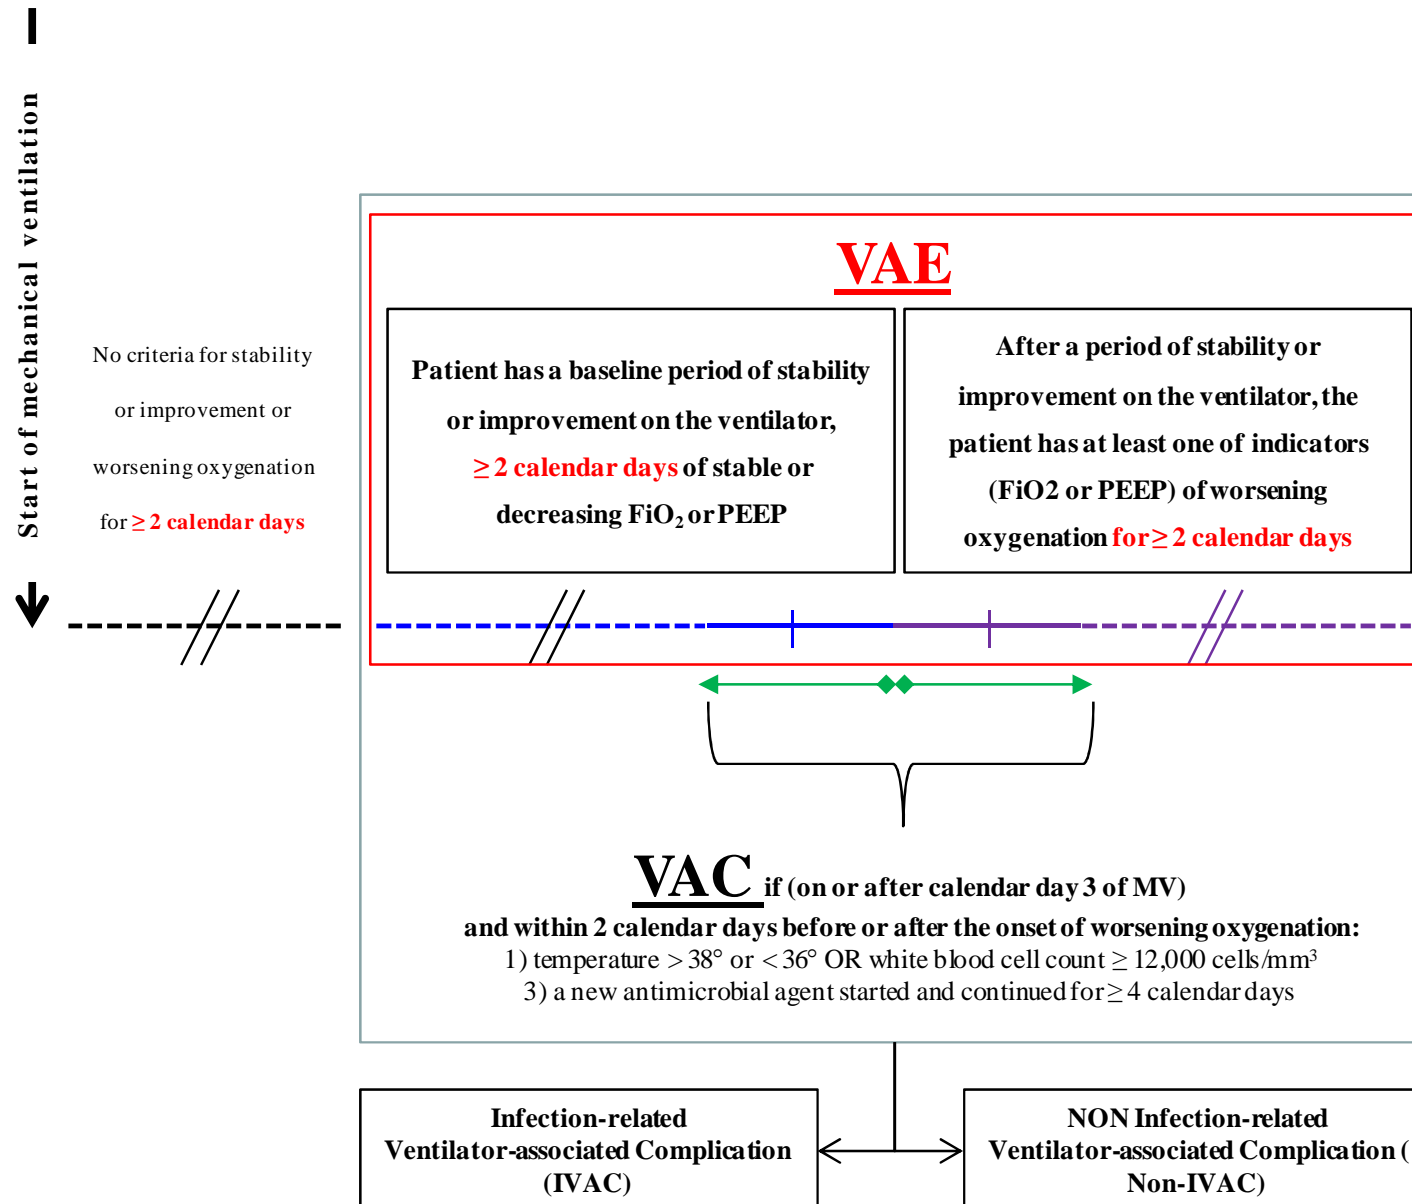 Start of mechanical ventilation
No criteria for stability
or improvement or
worsening oxygenation
for ≥ 2 calendar days
VAE
Patient has a baseline period of stability
or improvement on the ventilator,
≥ 2 calendar days of stable or
decreasing FiO₂ or PEEP
After a period of stability or
improvement on the ventilator, the
patient has at least one of indicators
(FiO2 or PEEP) of worsening
oxygenation for ≥ 2 calendar days
VAC if (on or after calendar day 3 of MV)
and within 2 calendar days before or after the onset of worsening oxygenation:
1) temperature > 38° or < 36° OR white blood cell count ≥ 12,000 cells/mm³
3) a new antimicrobial agent started and continued for ≥ 4 calendar days
Infection-related
Ventilator-associated Complication
(IVAC)
NON Infection-related
Ventilator-associated Complication (
Non-IVAC)